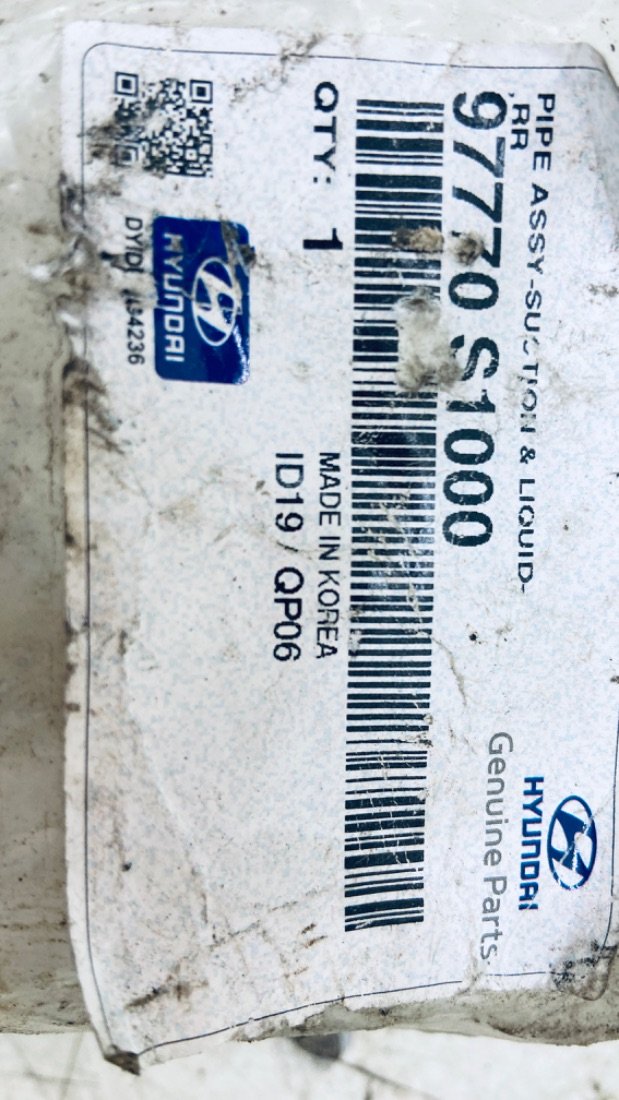 HYUNDAI
Genuine Parts
PIPE ASSY-SUCTION & LIQUID-
,RR
97770 S1000
QTY: 1
MADE IN KOREA
ID19 / QP06
HYUNDAI